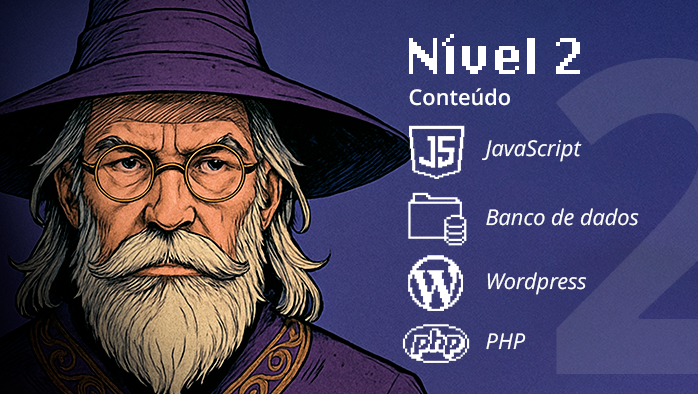 Nível 2
Conteúdo
JS
JavaScript
Banco de dados
W
Wordpress
php
PHP
2